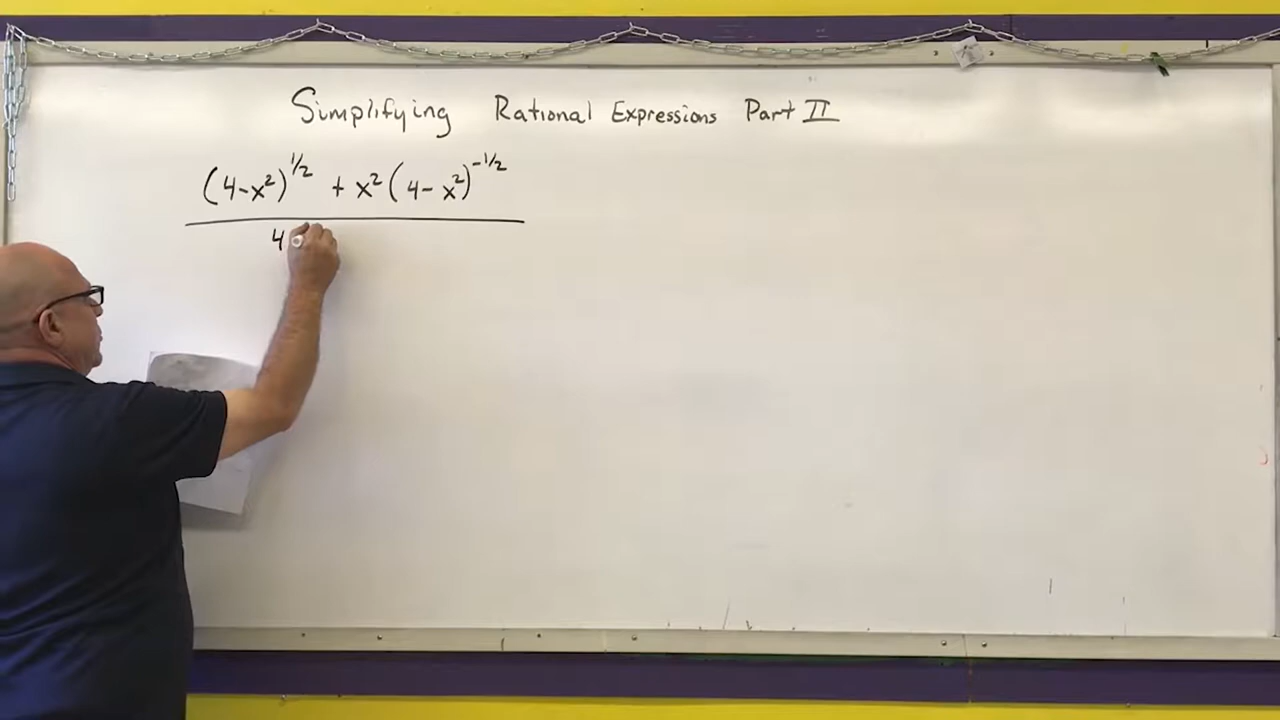 Simplifying Rational Expressions Part II
(4-x²)^1/2 + x²(4-x²)^-1/2
4